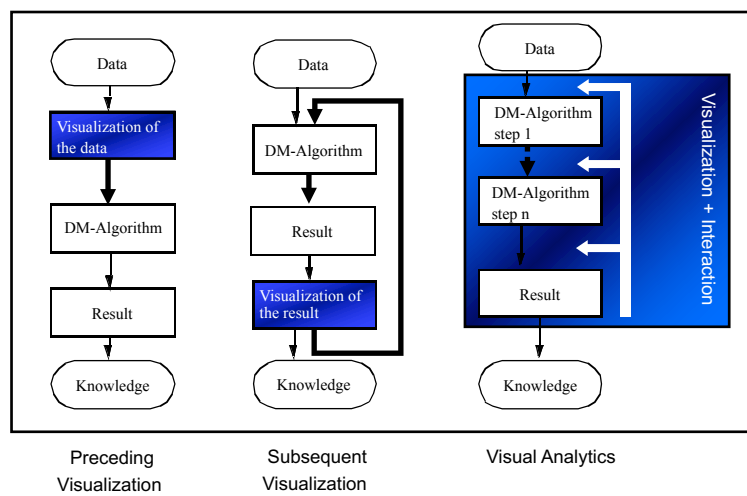 Data
Visualization of
the data
DM-Algorithm
Result
Knowledge
Preceding
Visualization
Data
DM-Algorithm
Result
Visualization of
the result
Knowledge
Subsequent
Visualization
Data
DM-Algorithm
step 1
DM-Algorithm
step n
Result
Visualization + Interaction
Knowledge
Visual Analytics